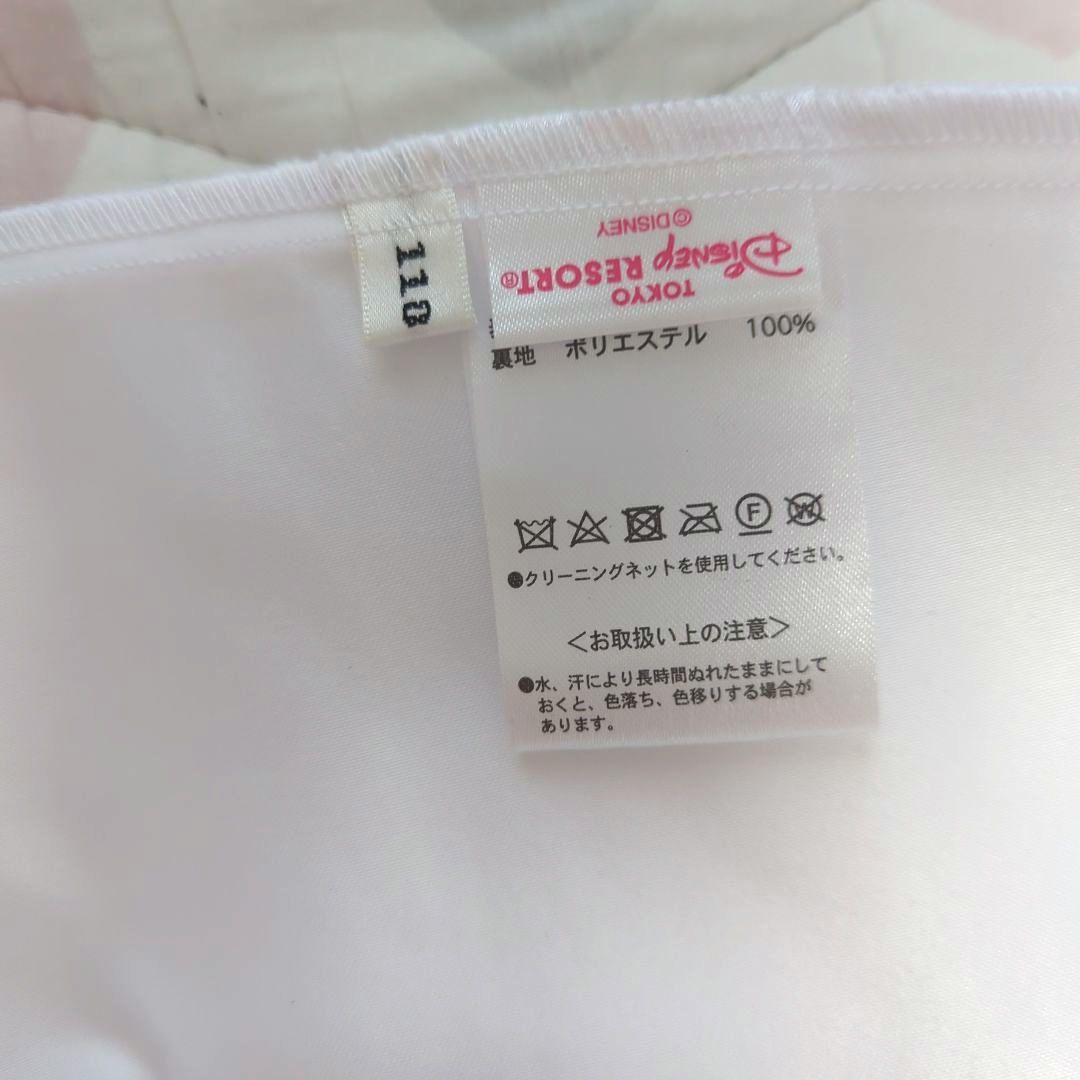 110
©DISNEY
Disney RESORT®
TOKYO
裏地 ポリエステル 100%
F
W
●クリーニングネットを使用してください。
＜お取扱い上の注意＞
●水、汗により長時間ぬれたままにして
おくと、色落ち、色移りする場合が
あります。